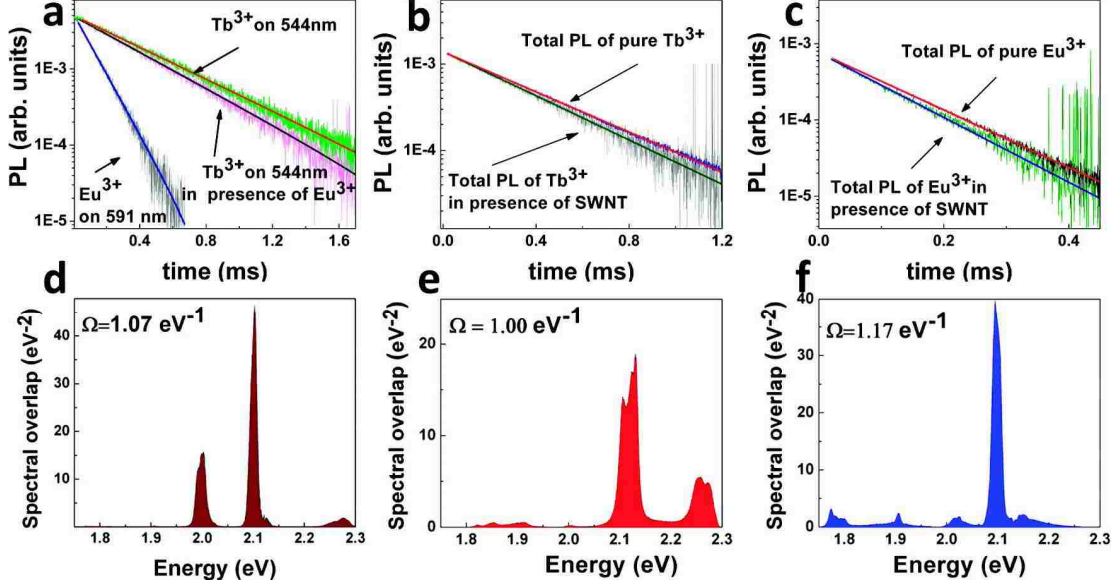 a
Tb³⁺ on 544nm
PL (arb. units)
1E-3
1E-4
1E-5
Eu³⁺
on 591 nm
Tb³⁺ on 544nm
in presence of Eu³⁺
0.4 0.8 1.2 1.6
time (ms)
b
Total PL of pure Tb³⁺
PL (arb. units)
1E-3
1E-4
Total PL of Tb³⁺
in presence of SWNT
0.0 0.4 0.8 1.2
time (ms)
c
Total PL of pure Eu³⁺
PL (arb. units)
1E-3
1E-4
1E-5
Total PL of Eu³⁺ in
presence of SWNT
0.0 0.2 0.4
time (ms)
d
Ω=1.07 eV⁻¹
Spectral overlap (eV⁻²)
40
30
20
10
1.8 1.9 2.0 2.1 2.2 2.3
Energy (eV)
e
Ω = 1.00 eV⁻¹
Spectral overlap (eV⁻²)
20
10
0
1.8 1.9 2.0 2.1 2.2 2.3
Energy (eV)
f
Ω=1.17 eV⁻¹
Spectral overlap (eV⁻²)
40
30
20
10
0
1.8 1.9 2.0 2.1 2.2 2.3
Energy (eV)